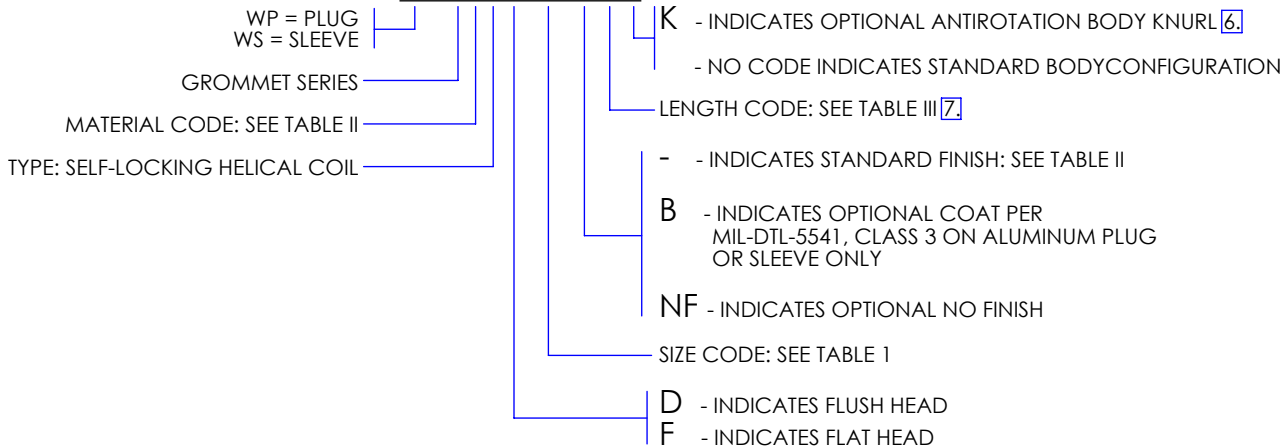 WP = PLUG
WS = SLEEVE
GROMMET SERIES
MATERIAL CODE: SEE TABLE II
TYPE: SELF-LOCKING HELICAL COIL
K - INDICATES OPTIONAL ANTIROTATION BODY KNURL 6.
- NO CODE INDICATES STANDARD BODYCONFIGURATION
LENGTH CODE: SEE TABLE III 7.
- - INDICATES STANDARD FINISH: SEE TABLE II
B - INDICATES OPTIONAL COAT PER
MIL-DTL-5541, CLASS 3 ON ALUMINUM PLUG
OR SLEEVE ONLY
NF - INDICATES OPTIONAL NO FINISH
SIZE CODE: SEE TABLE 1
D - INDICATES FLUSH HEAD
F - INDICATES FLAT HEAD